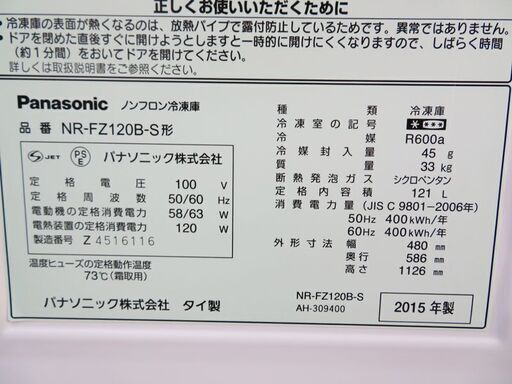 正しくお使いいただくために
• 冷凍庫の表面が熱くなるのは、放熱パイプで露付防止しているためです。異常ではありません。
• ドアを閉めた直後すぐに開けようとしますと一時的に開けにくくなりますので、しばらく時間
（約1分間）をおいてドアを開けてください。
詳しくは取扱説明書をご参照ください。
Panasonic ノンフロン冷凍庫
品番 NR-FZ120B-S形
S JET PS E パナソニック株式会社
定格電圧 100 V
定格周波数 50/60 Hz
電動機の定格消費電力 58/63 W
電熱装置の定格消費電力 120 W
製造番号 Z 4516116
温度ヒューズの定格動作温度
73℃(霜取用)
パナソニック株式会社 タイ製
種類 冷凍庫
冷凍室の記号 ****
冷媒 R600a
冷媒封入量 45 g
質量 33 kg
断熱発泡ガス シクロペンタン
定格内容積 121 L
消費電力量 (JIS C 9801-2006年)
50Hz 400 kWh/年
60Hz 400 kWh/年
外形寸法 幅 480 mm
奥行 586 mm
高さ 1126 mm
NR-FZ120B-S
AH-309400
2015年製